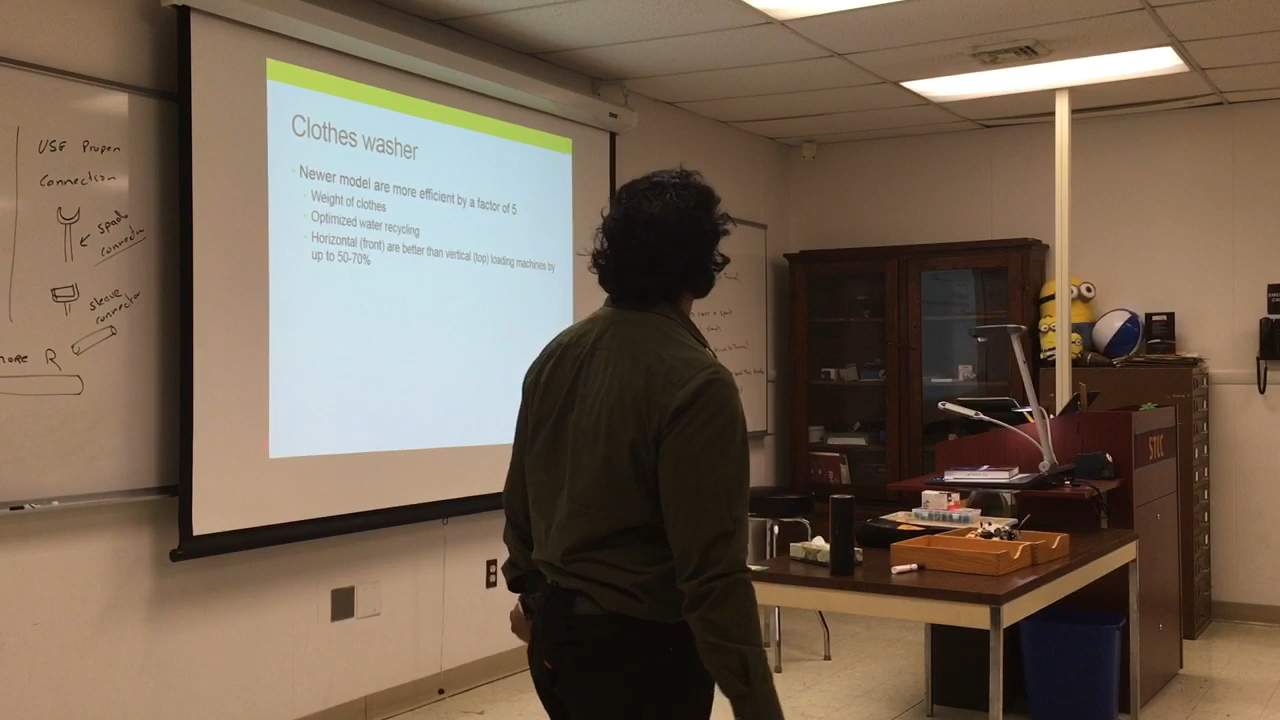 USE Proper
Connection
spade
connector
sleeve
connector
more R
Clothes washer
Newer model are more efficient by a factor of 5
Weight of clothes
Optimized water recycling
Horizontal (front) are better than vertical (top) loading machines by
up to 50-70%
STCC